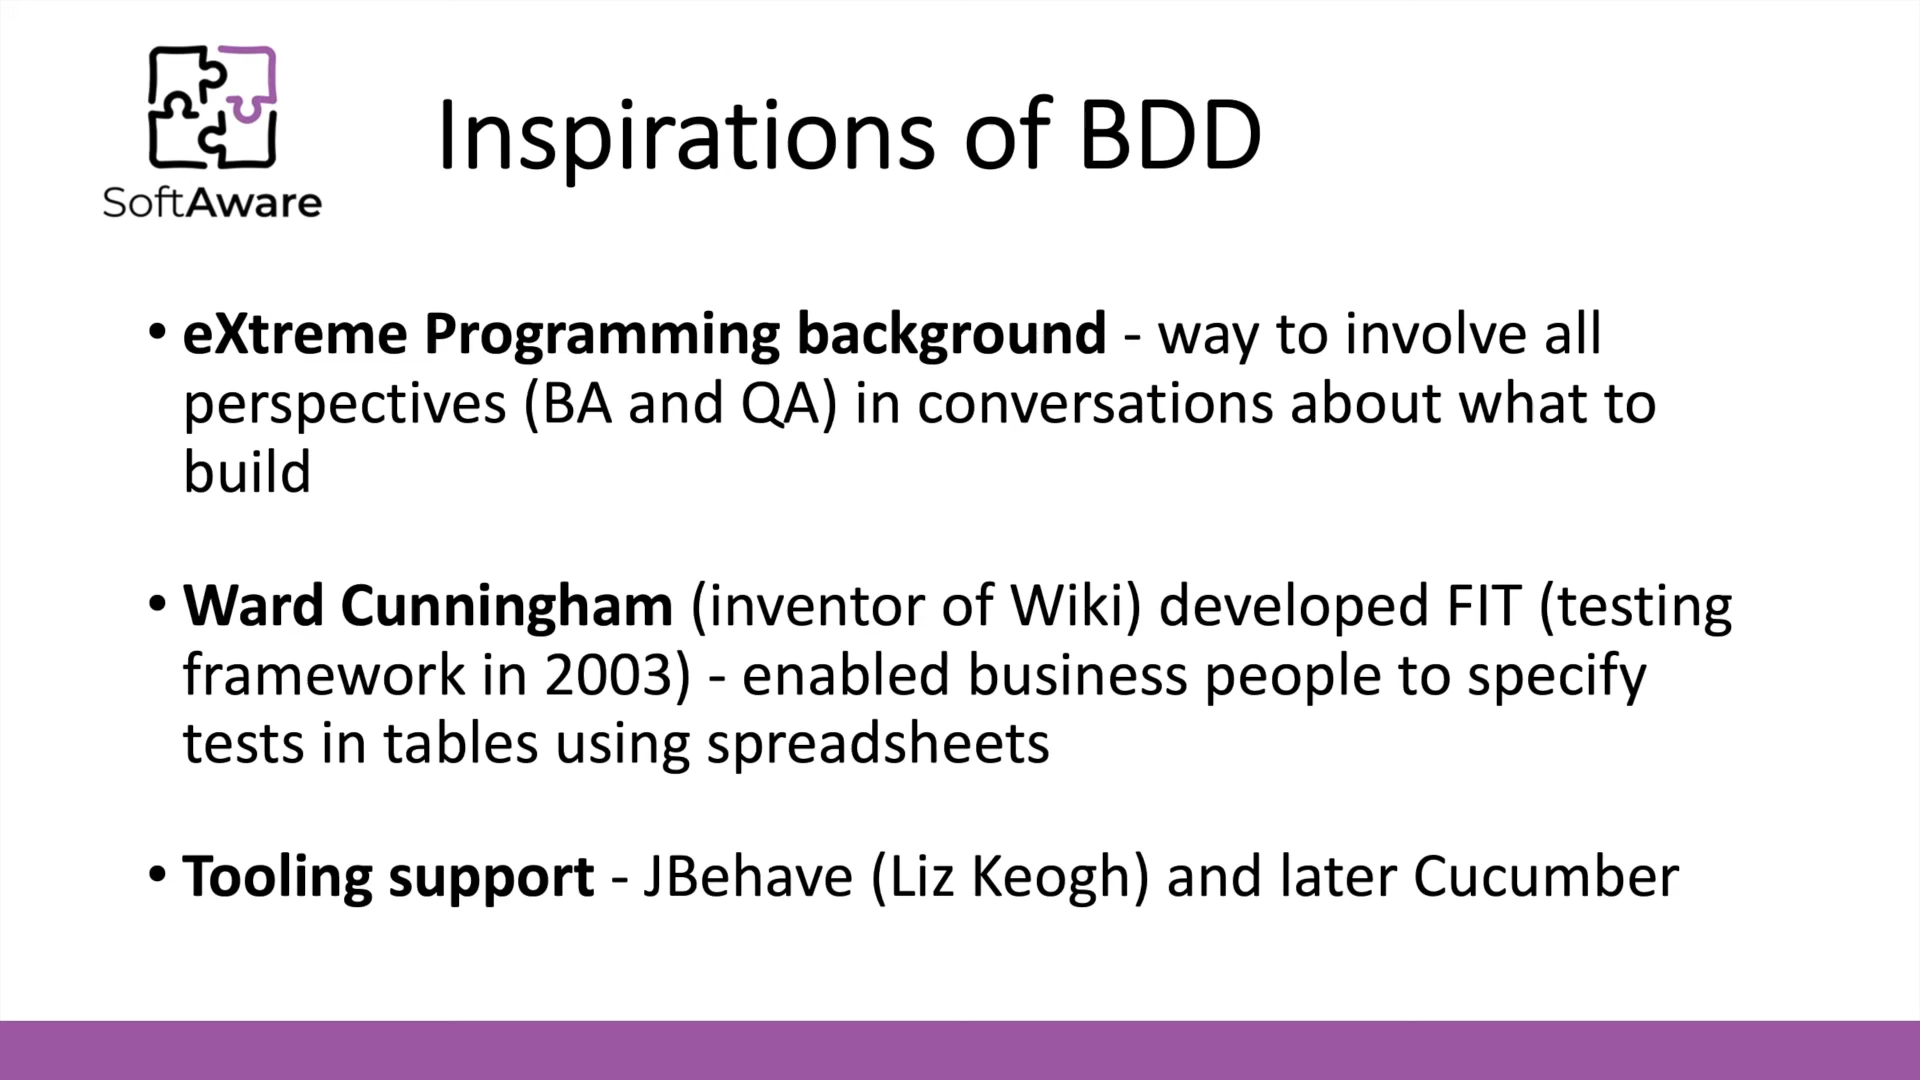 SoftAware
Inspirations of BDD
• eXtreme Programming background - way to involve all
perspectives (BA and QA) in conversations about what to
build
• Ward Cunningham (inventor of Wiki) developed FIT (testing
framework in 2003) - enabled business people to specify
tests in tables using spreadsheets
• Tooling support - JBehave (Liz Keogh) and later Cucumber